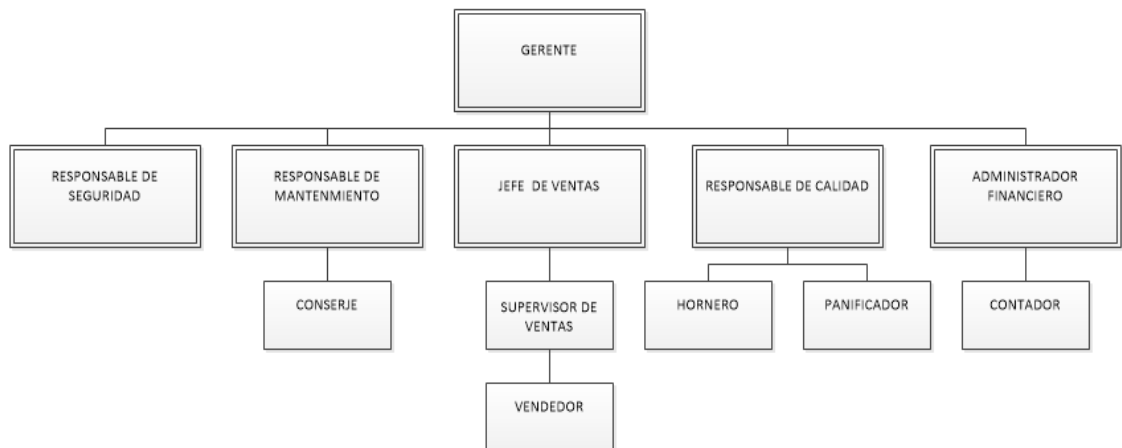 GERENTE
RESPONSABLE DE
SEGURIDAD
RESPONSABLE DE
MANTENMIENTO
JEFE DE VENTAS
RESPONSABLE DE CALIDAD
ADMINISTRADOR
FINANCIERO
CONSERJE
SUPERVISOR DE
VENTAS
HORNERO
PANIFICADOR
CONTADOR
VENDEDOR